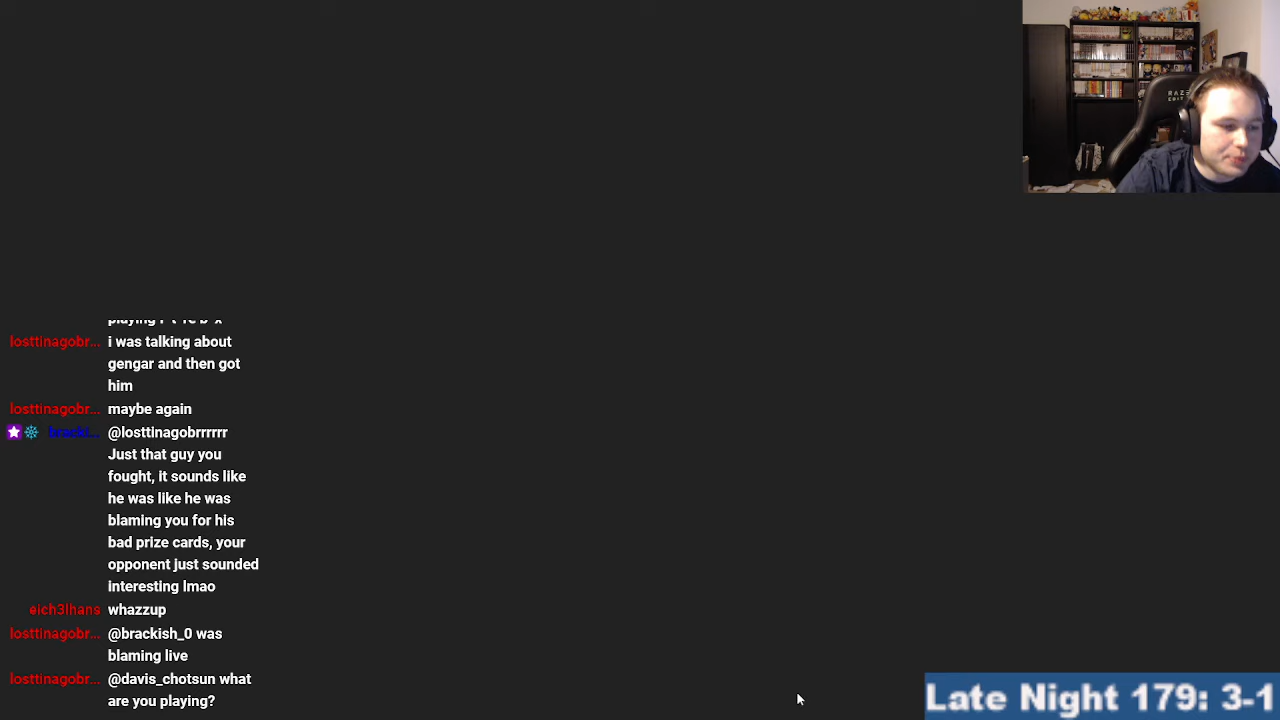 losttinagobr... i was talking about
gengar and then got
him
losttinagobr... maybe again
bracki... @losttinagobrrrrrr
Just that guy you
fought, it sounds like
he was like he was
blaming you for his
bad prize cards, your
opponent just sounded
interesting lmao
eich3lhans whazzup
losttinagobr... @brackish_0 was
blaming live
losttinagobr... @davis_chotsun what
are you playing?
Late Night 179: 3-1